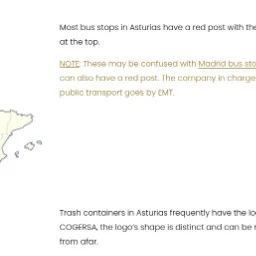 Most bus stops in Asturias have a red post with the
at the top.
NOTE: These may be confused with Madrid bus sto
can also have a red post. The company in charge
public transport goes by EMT.
Trash containers in Asturias frequently have the lo
COGERSA, the logo's shape is distinct and can be r
from afar.